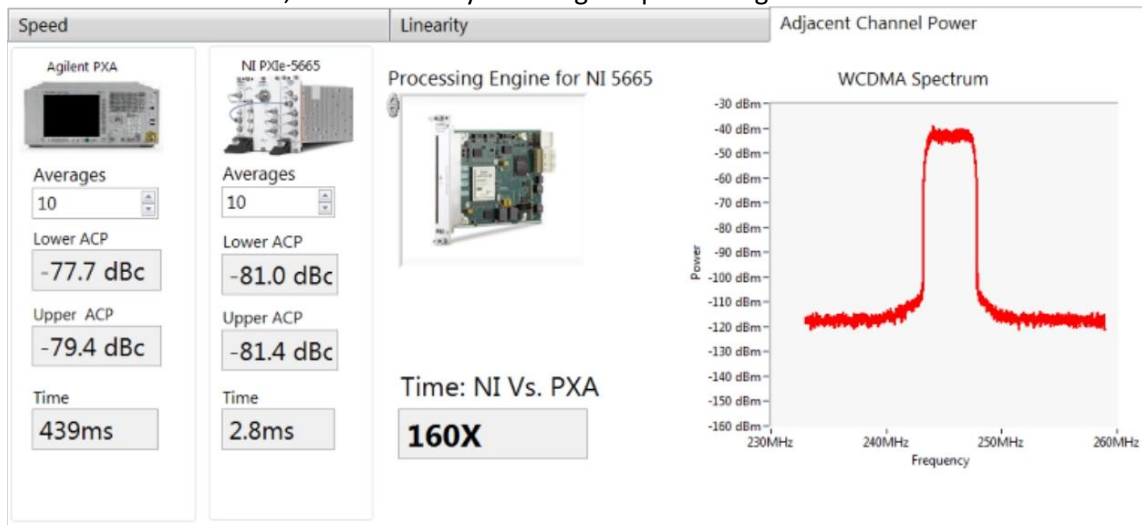 Speed
Linearity
Adjacent Channel Power
Agilent PXA
Averages
10
Lower ACP
-77.7 dBc
Upper ACP
-79.4 dBc
Time
439ms
NI PXIe-5665
Averages
10
Lower ACP
-81.0 dBc
Upper ACP
-81.4 dBc
Time
2.8ms
Processing Engine for NI 5665
Time: NI Vs. PXA
160X
WCDMA Spectrum
-30 dBm
-40 dBm
-50 dBm
-60 dBm
-70 dBm
-80 dBm
-90 dBm
-100 dBm
-110 dBm
-120 dBm
-130 dBm
-140 dBm
-150 dBm
-160 dBm
Power
230MHz 240MHz 250MHz 260MHz
Frequency